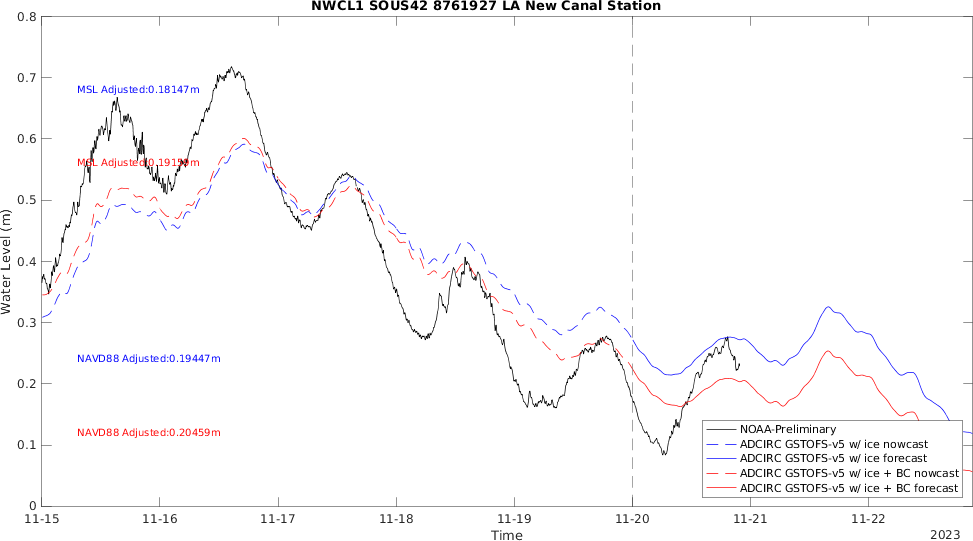 NWCL1 SOUS42 8761927 LA New Canal Station
0.8
0.7
0.6
0.5
0.4
0.3
0.2
0.1
0
Water Level (m)
MSL Adjusted:0.18147m
MSL Adjusted:0.19159m
NAVD88 Adjusted:0.19447m
NAVD88 Adjusted:0.20459m
NOAA-Preliminary
ADCIRC GSTOFS-v5 w/ ice nowcast
ADCIRC GSTOFS-v5 w/ ice forecast
ADCIRC GSTOFS-v5 w/ ice + BC nowcast
ADCIRC GSTOFS-v5 w/ ice + BC forecast
11-15 11-16 11-17 11-18 11-19 11-20 11-21 11-22
Time
2023